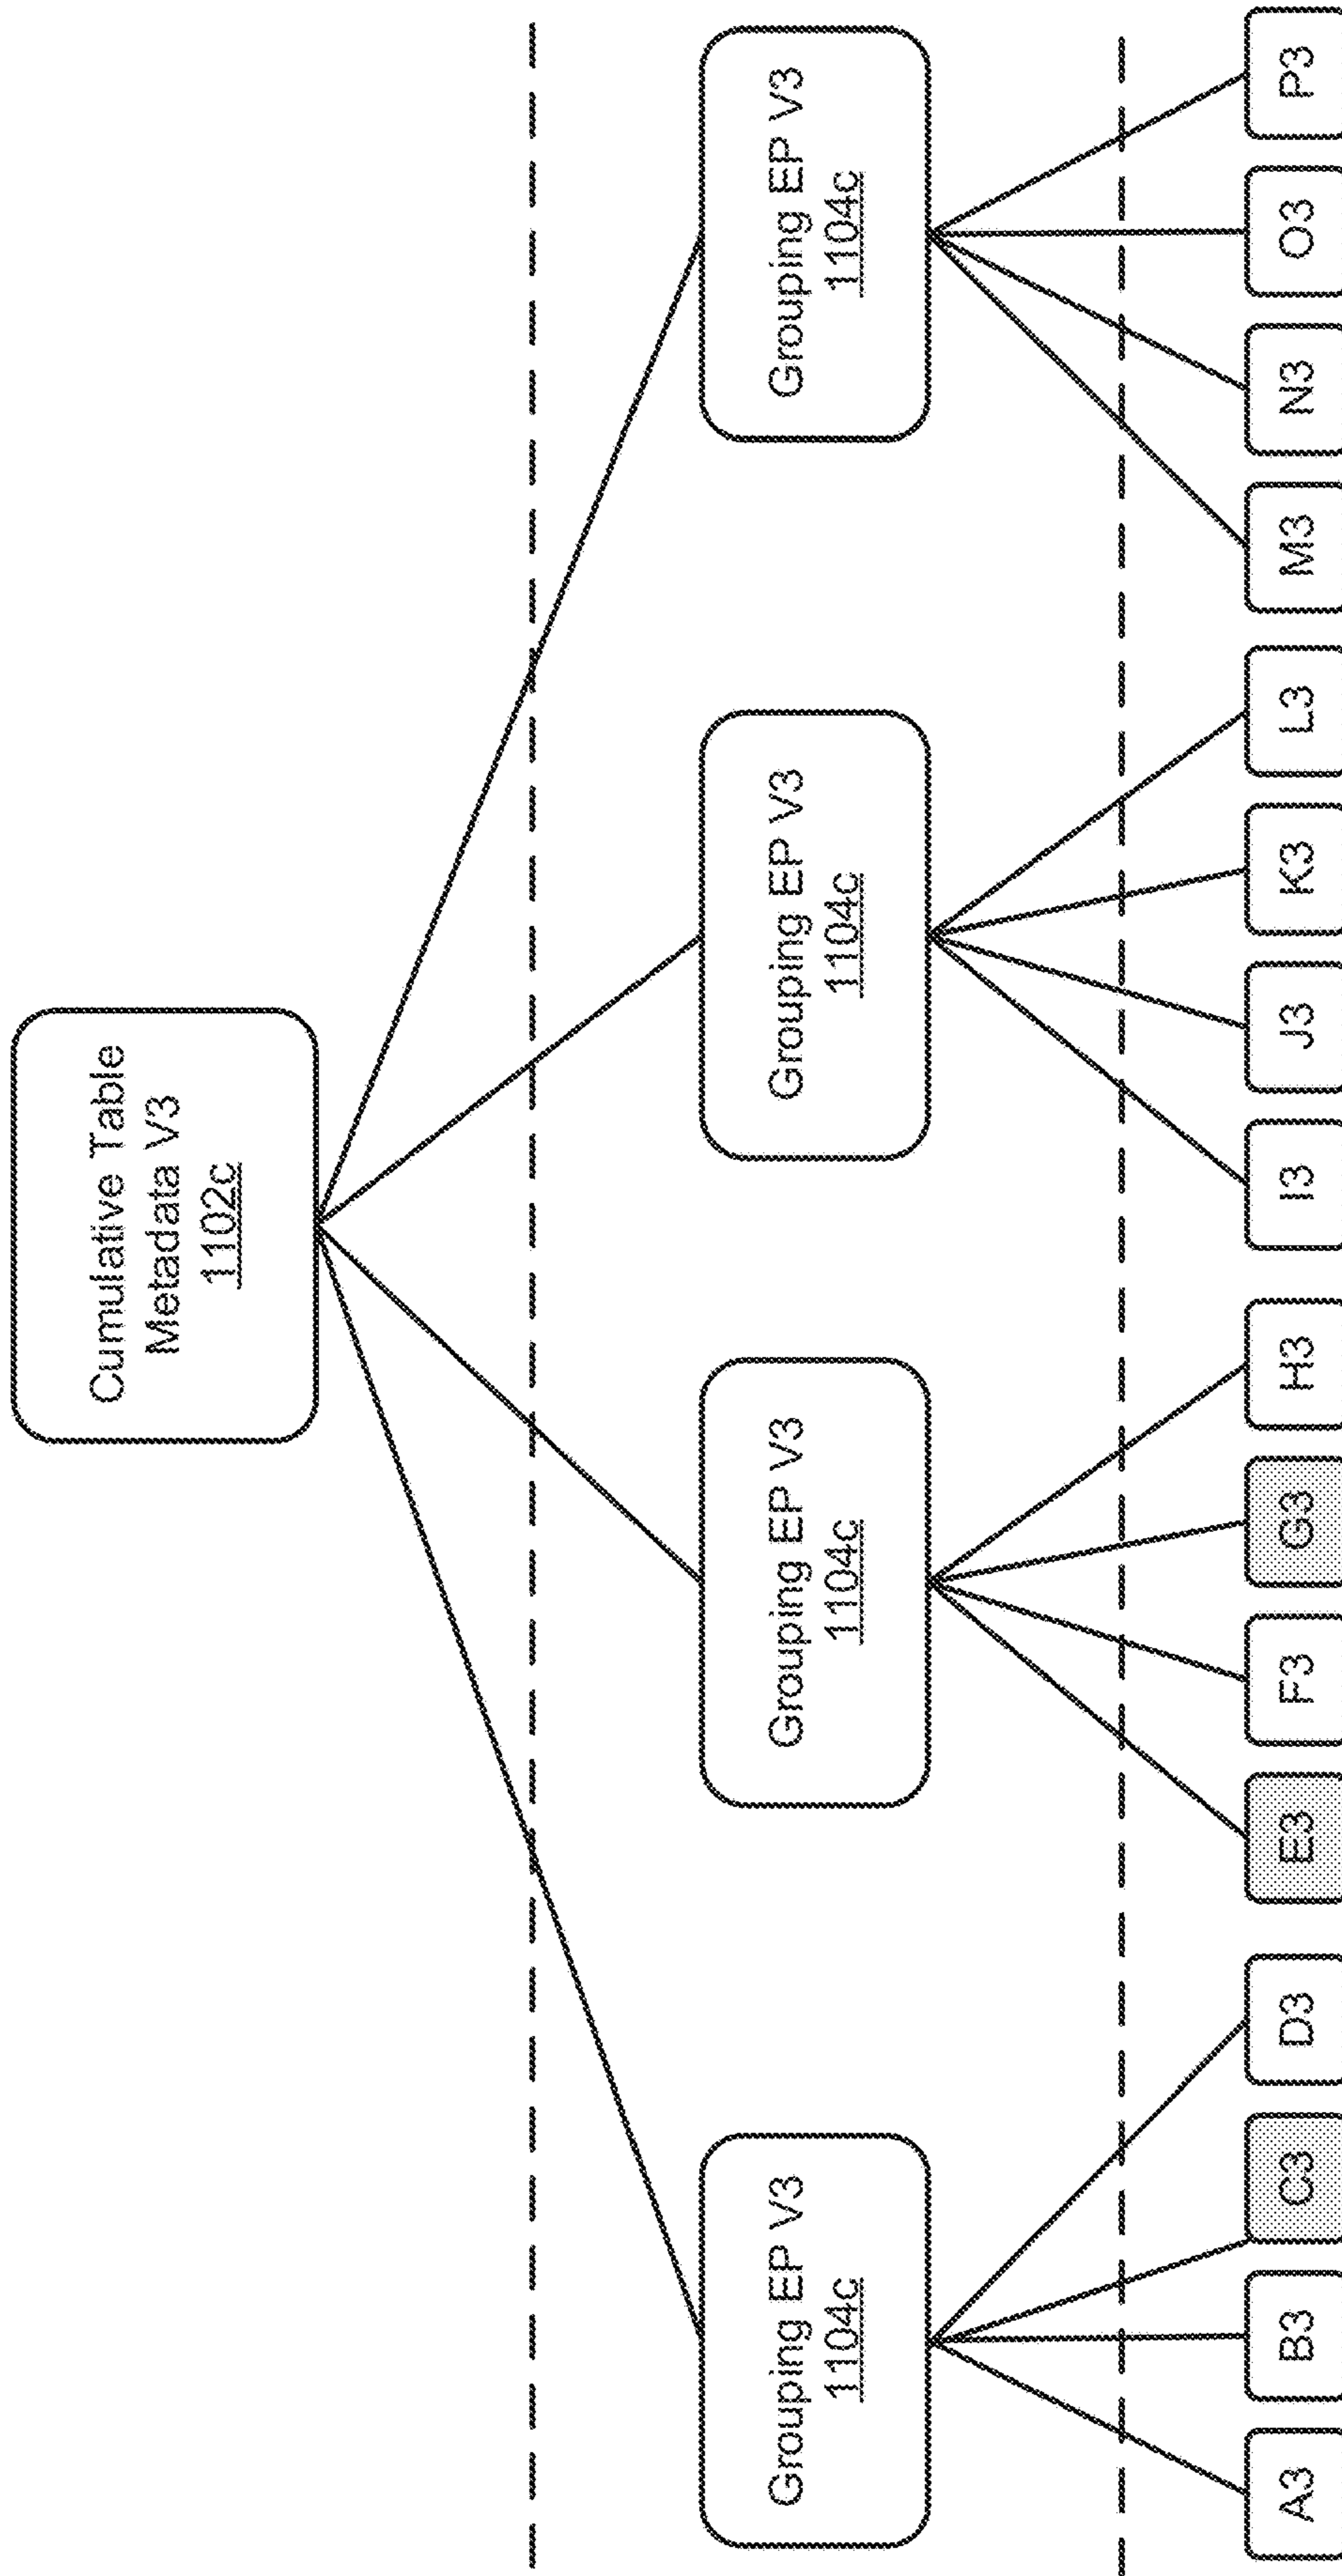 Cumulative Table
Metadata V3
1102c
Grouping EP V3
1104c
Grouping EP V3
1104c
Grouping EP V3
1104c
Grouping EP V3
1104c
A3
B3
C3
D3
E3
F3
G3
H3
I3
J3
K3
L3
M3
N3
O3
P3